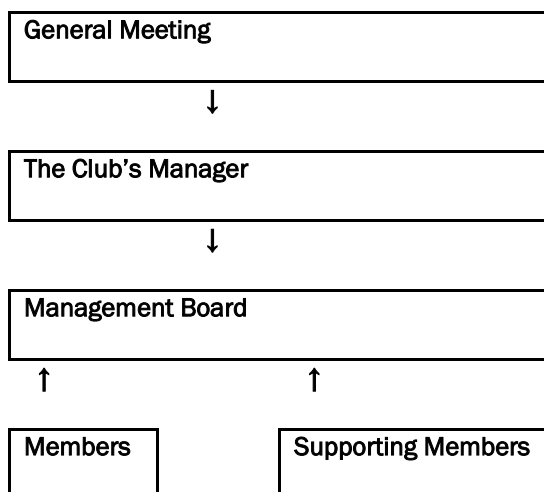 General Meeting
↓
The Club's Manager
↓
Management Board
↑ ↑
Members Supporting Members